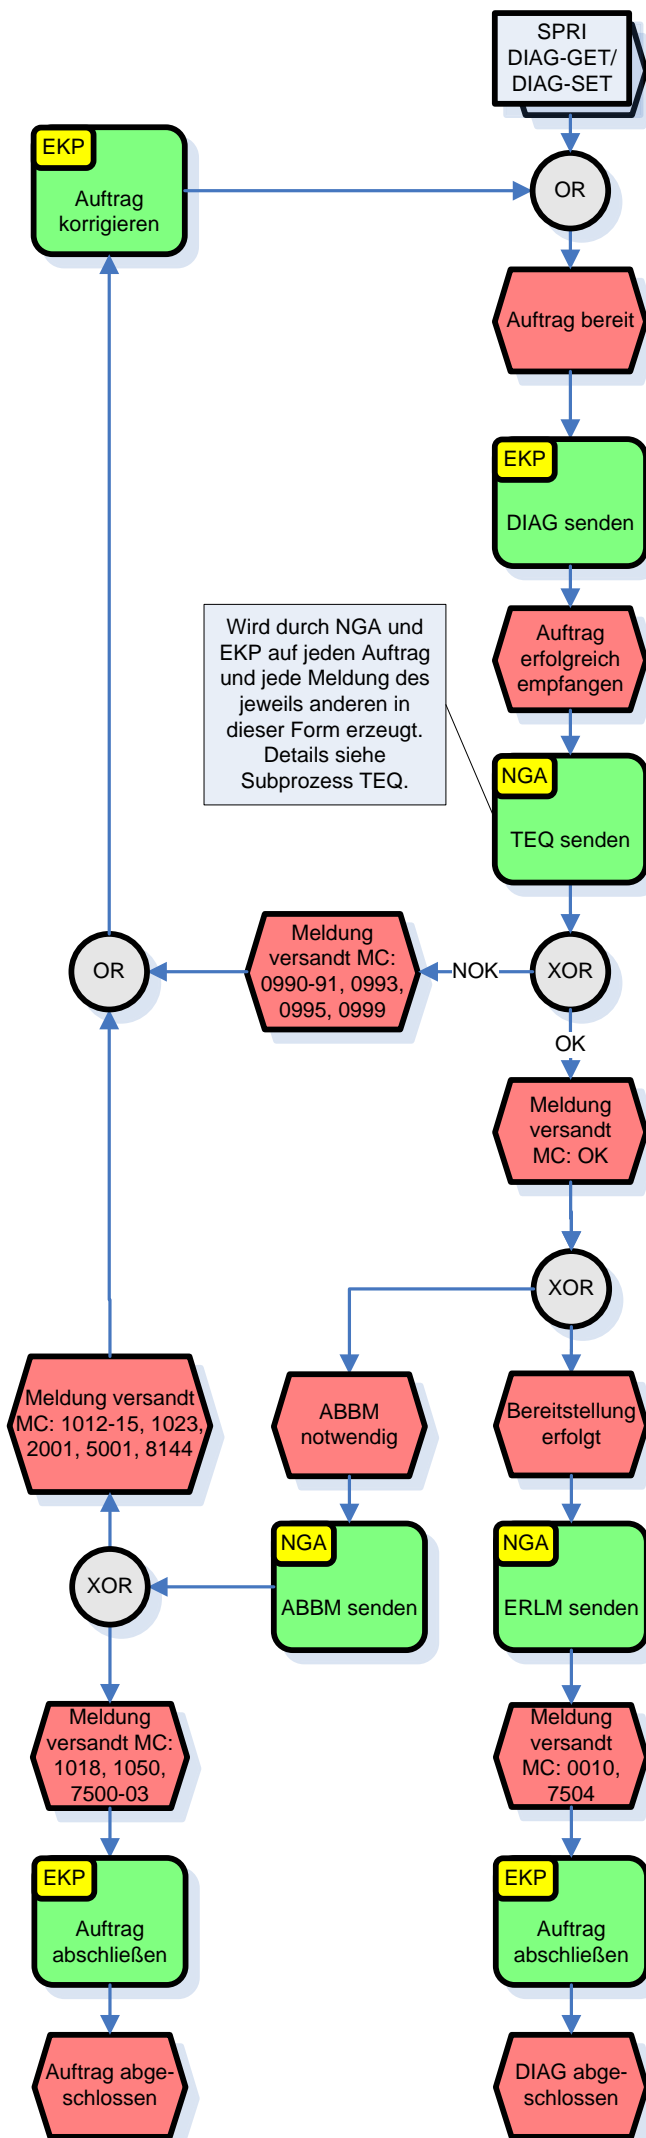 SPRI
DIAG-GET/
DIAG-SET
EKP
Auftrag
korrigieren
OR
Auftrag bereit
EKP
DIAG senden
Wird durch NGA und
EKP auf jeden Auftrag
und jede Meldung des
jeweils anderen in
dieser Form erzeugt.
Details siehe
Subprozess TEQ.
Auftrag
erfolgreich
empfangen
NGA
TEQ senden
OR
Meldung
versandt MC:
0990-91, 0993,
0995, 0999
NOK
XOR
OK
Meldung
versandt
MC: OK
XOR
Meldung versandt
MC: 1012-15, 1023,
2001, 5001, 8144
ABBM
notwendig
Bereitstellung
erfolgt
XOR
NGA
ABBM senden
NGA
ERLM senden
Meldung
versandt MC:
1018, 1050,
7500-03
Meldung
versandt
MC: 0010,
7504
EKP
Auftrag
abschließen
EKP
Auftrag
abschließen
Auftrag abge-
schlossen
DIAG abge-
schlossen